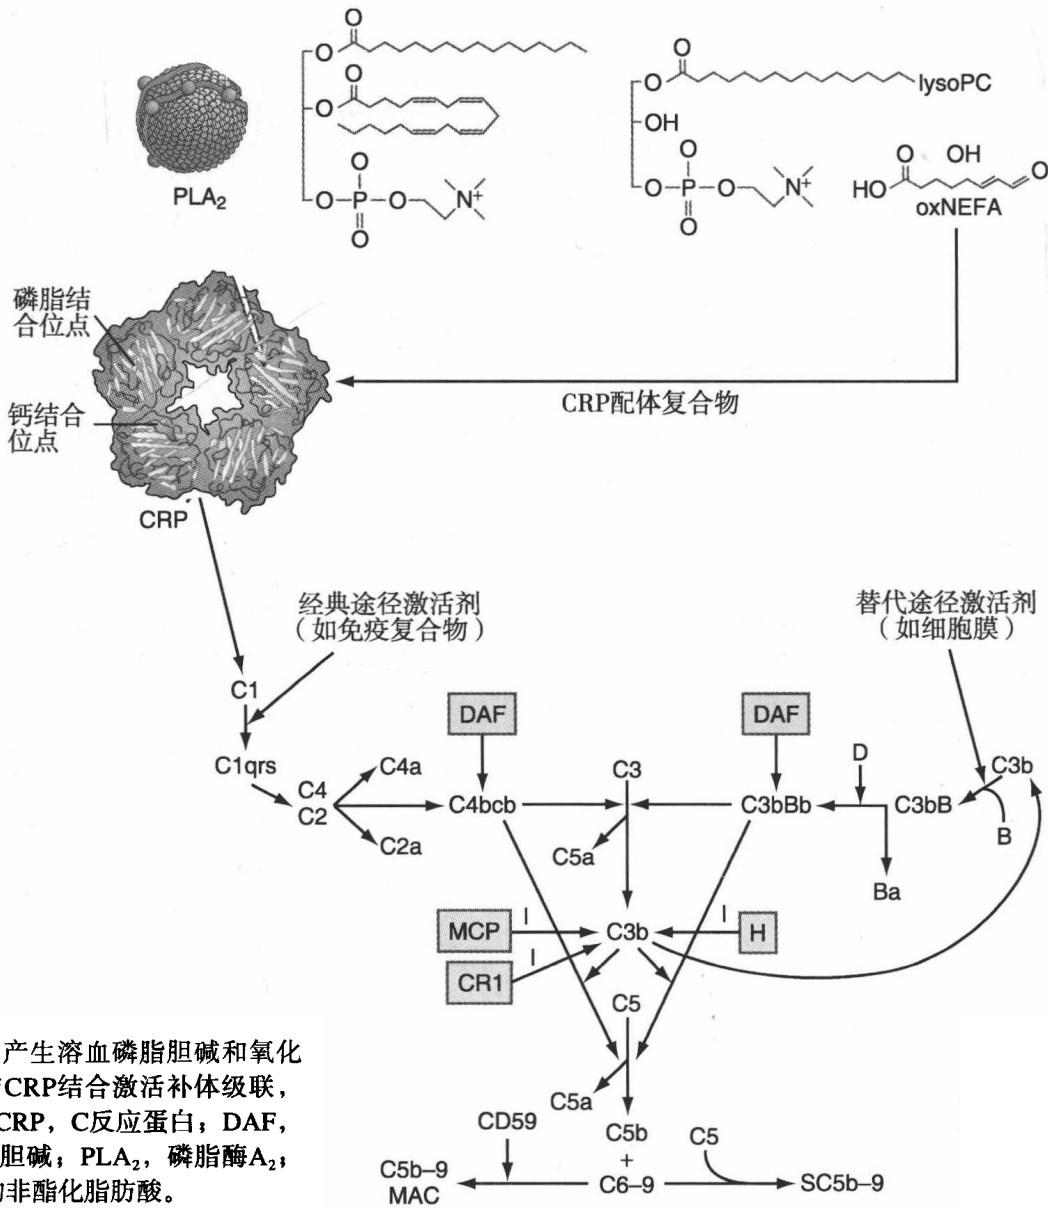 O
O
O
O
PLA₂
O
O–P–O
O
N⁺
O
O
lysoPC
OH
O
O–P–O
O
N⁺
O
HO
OH
O
oxNEFA
磷脂结
合位点
钙结合
位点
CRP
CRP配体复合物
经典途径激活剂
（如免疫复合物）
替代途径激活剂
（如细胞膜）
C1
C1qrs
C4
C2
C4a
C2a
DAF
C4bcb
C3
C5a
DAF
C3bBb
D
Ba
C3bB
C3b
B
MCP
I
CR1
I
C3b
I
H
C5
C5a
C5b
+
C6–9
CD59
C5b–9
MAC
C5
SC5b–9
产生溶血磷脂胆碱和氧化
CRP结合激活补体级联，
CRP，C反应蛋白；DAF，
胆碱；PLA₂，磷脂酶A₂；
非酯化脂肪酸。